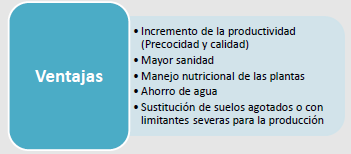 Ventajas
• Incremento de la productividad
(Precocidad y calidad)
• Mayor sanidad
• Manejo nutricional de las plantas
• Ahorro de agua
• Sustitución de suelos agotados o con
limitantes severas para la producción